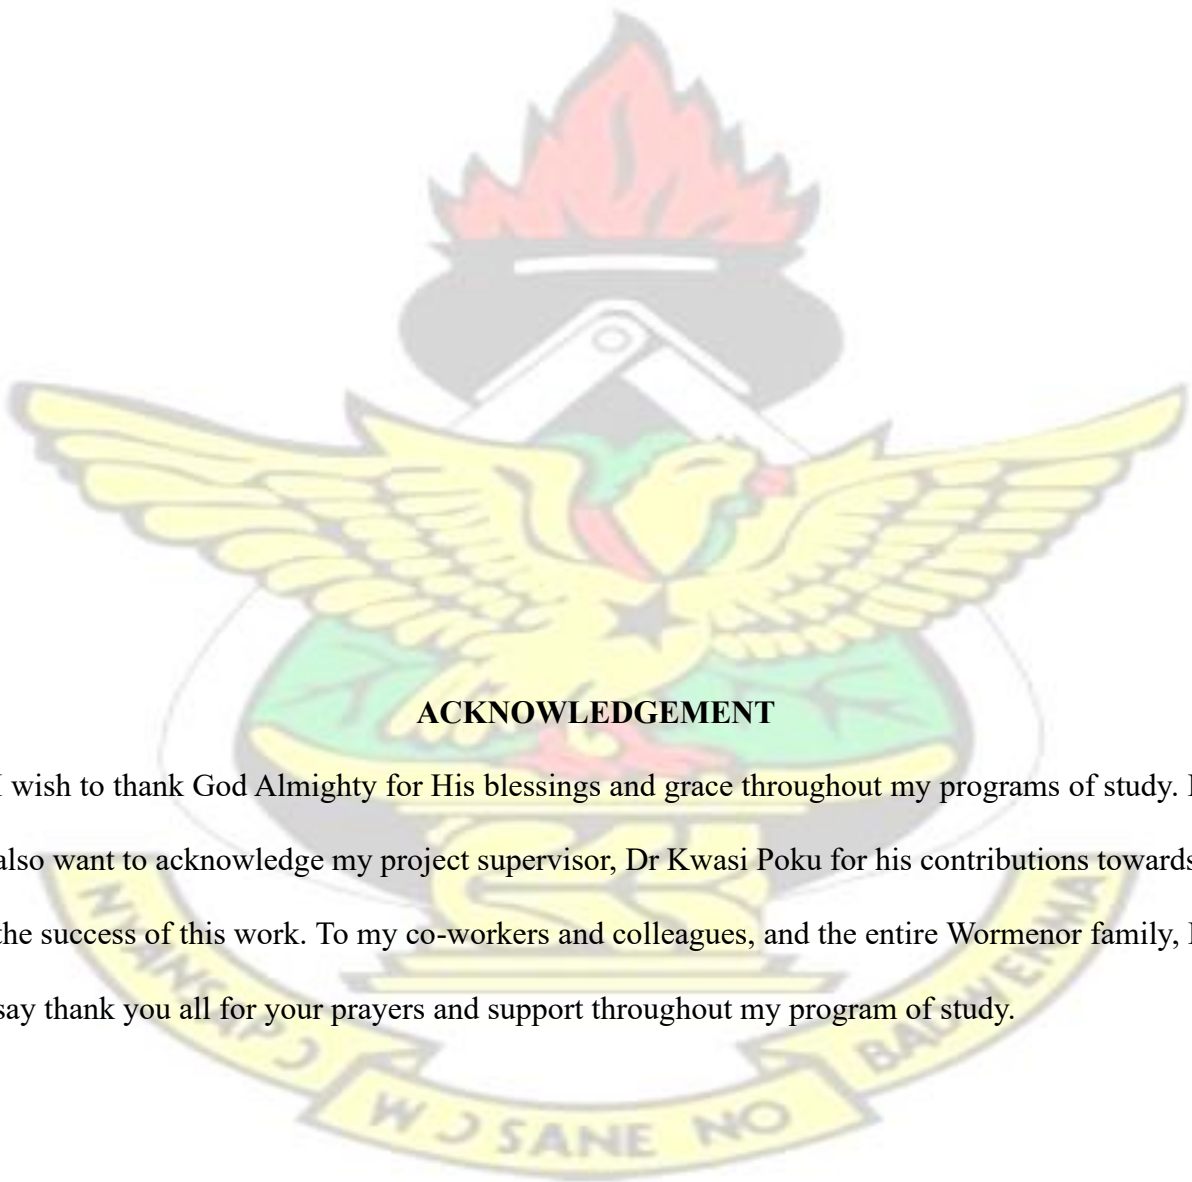 ACKNOWLEDGEMENT
I wish to thank God Almighty for His blessings and grace throughout my programs of study. I
also want to acknowledge my project supervisor, Dr Kwasi Poku for his contributions towards
the success of this work. To my co-workers and colleagues, and the entire Wormenor family, I
say thank you all for your prayers and support throughout my program of study.
NYANSAPƆ
WƆSANE NO
BADWENMA